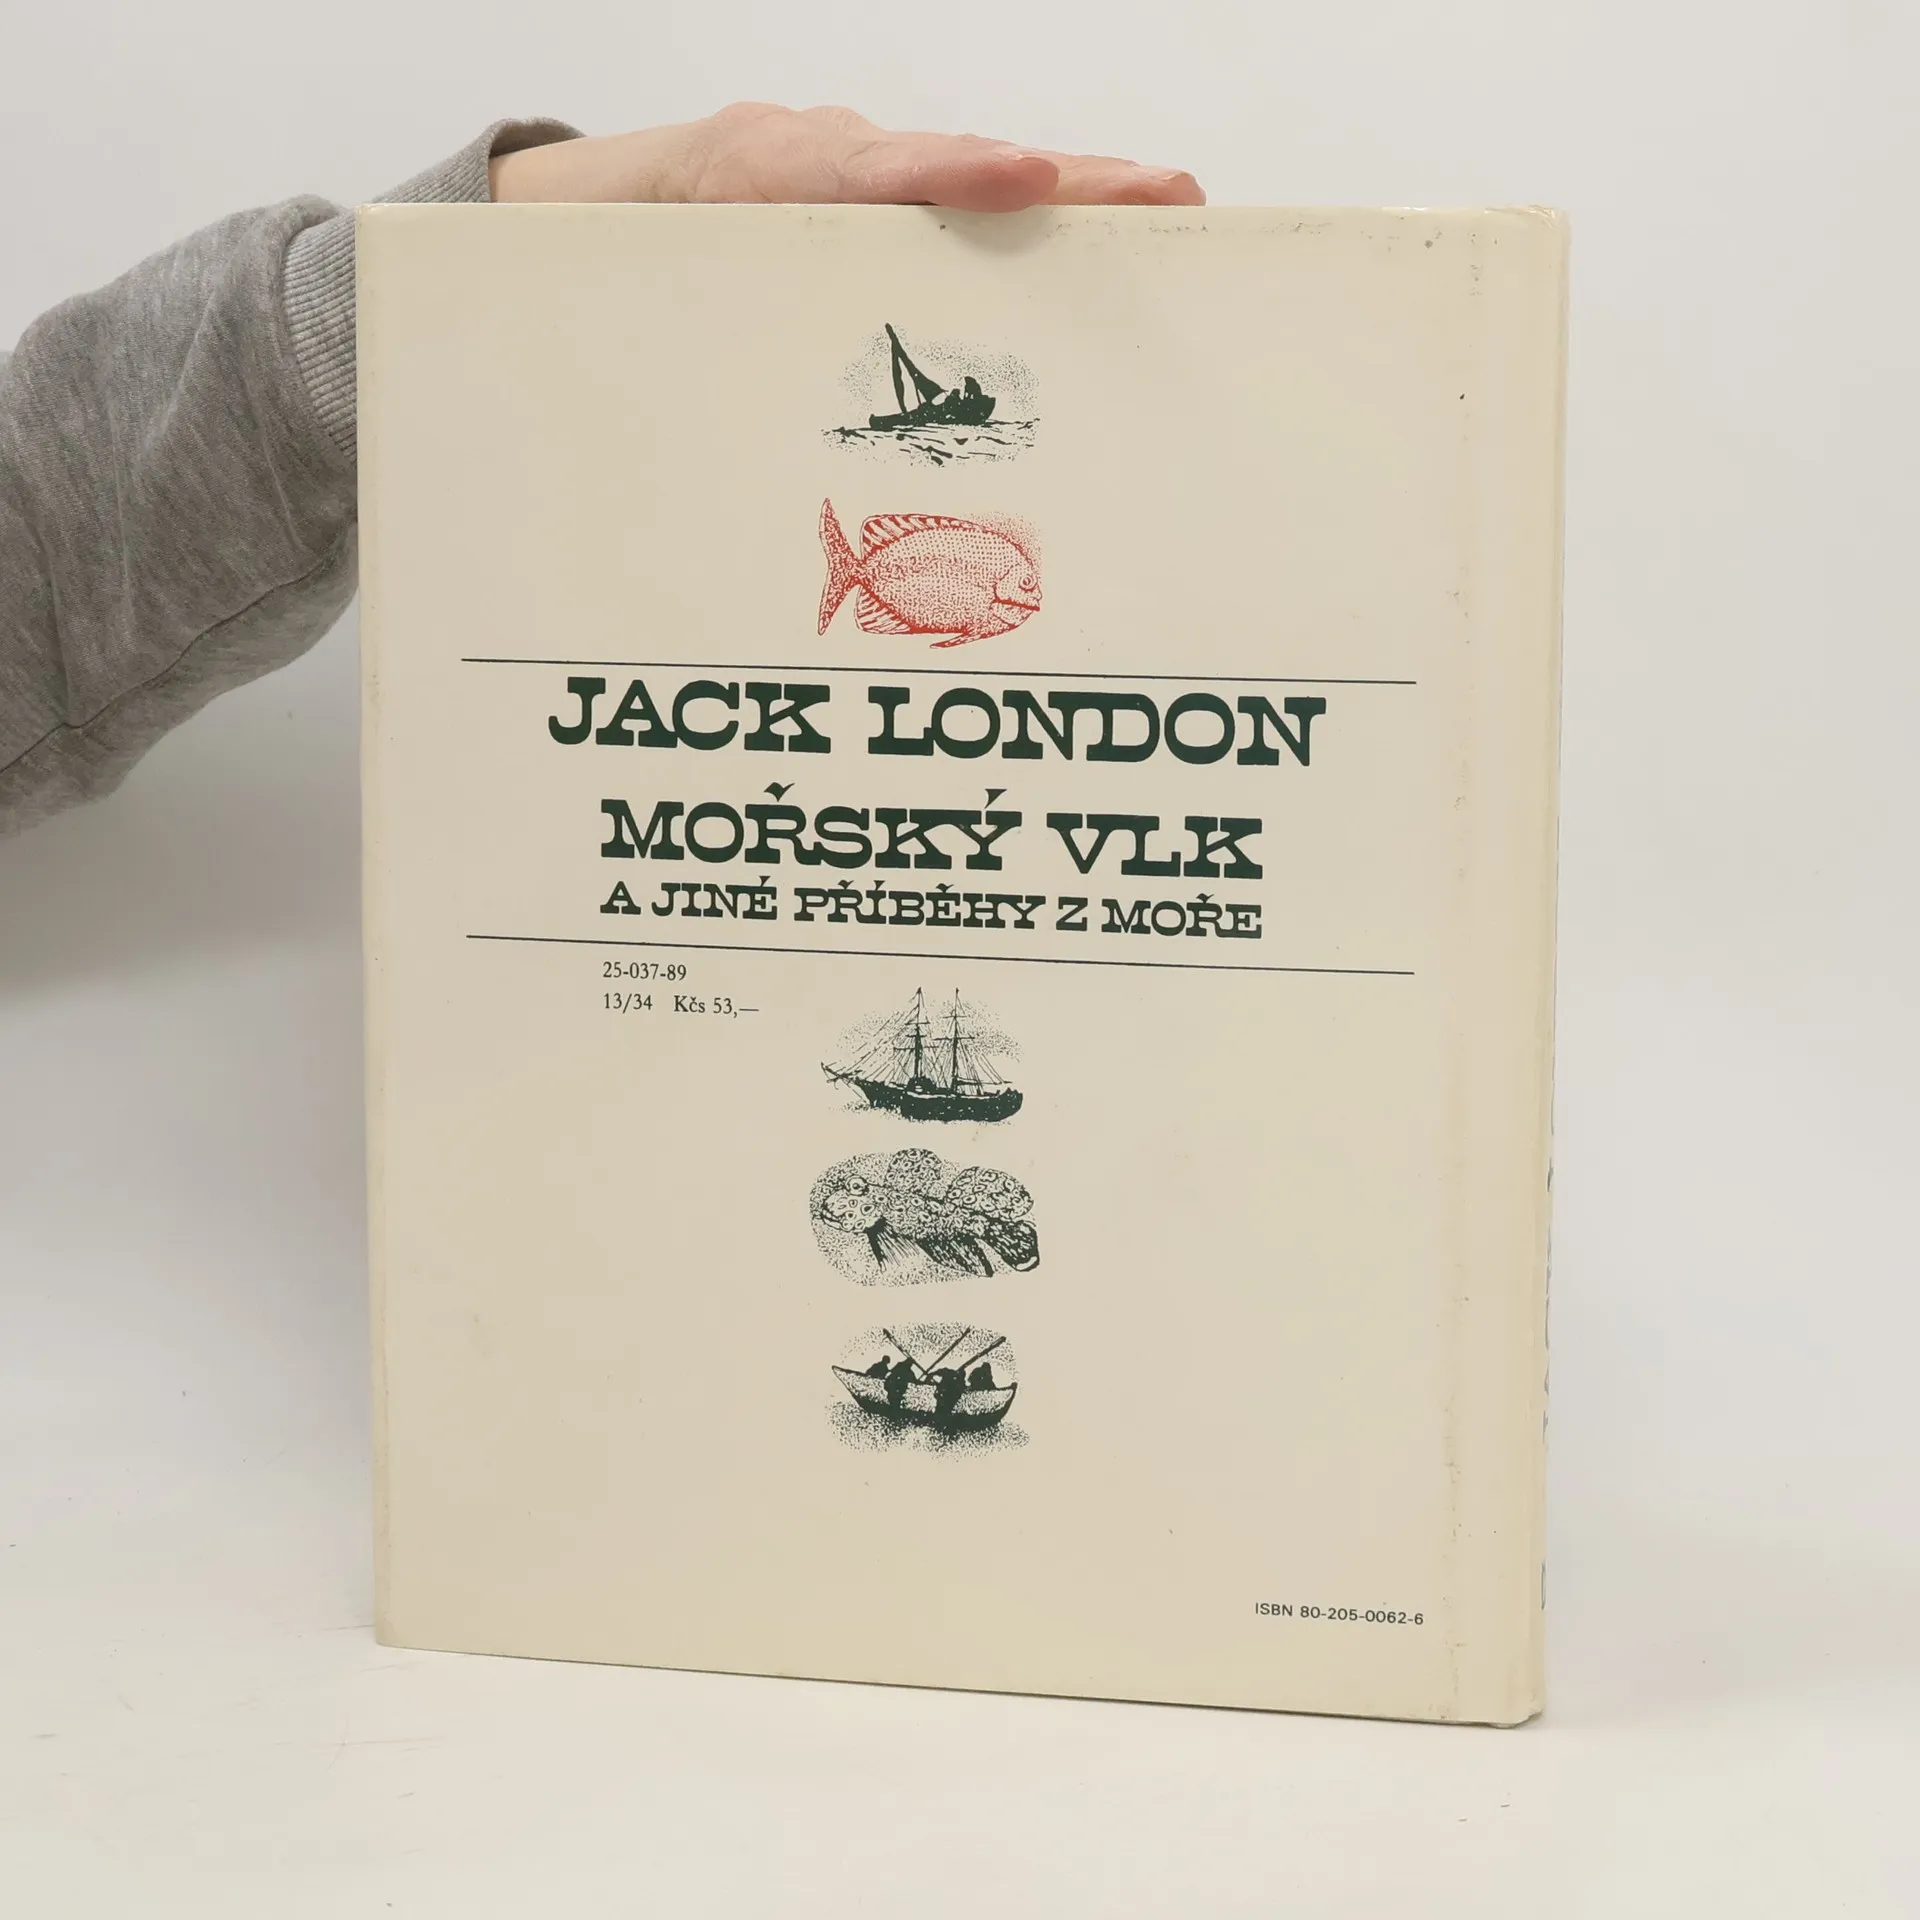 JACK LONDON
MOŘSKÝ VLK
A JINÉ PŘÍBĚHY Z MOŘE
25-037-89
13/34 Kčs 53,—
ISBN 80-205-0062-6